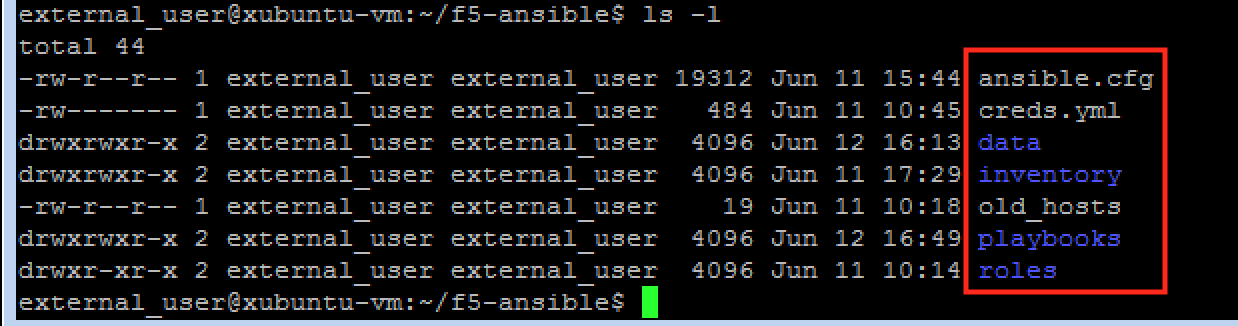 external_user@xubuntu-vm:~/f5-ansible$ ls -l
total 44
-rw-r--r-- 1 external_user external_user 19312 Jun 11 15:44 ansible.cfg
-rw------- 1 external_user external_user   484 Jun 11 10:45 creds.yml
drwxrwxr-x 2 external_user external_user  4096 Jun 12 16:13 data
drwxrwxr-x 2 external_user external_user  4096 Jun 11 17:29 inventory
-rw-r--r-- 1 external_user external_user    19 Jun 11 10:18 old_hosts
drwxrwxr-x 2 external_user external_user  4096 Jun 12 16:49 playbooks
drwxr-xr-x 2 external_user external_user  4096 Jun 11 10:14 roles
external_user@xubuntu-vm:~/f5-ansible$